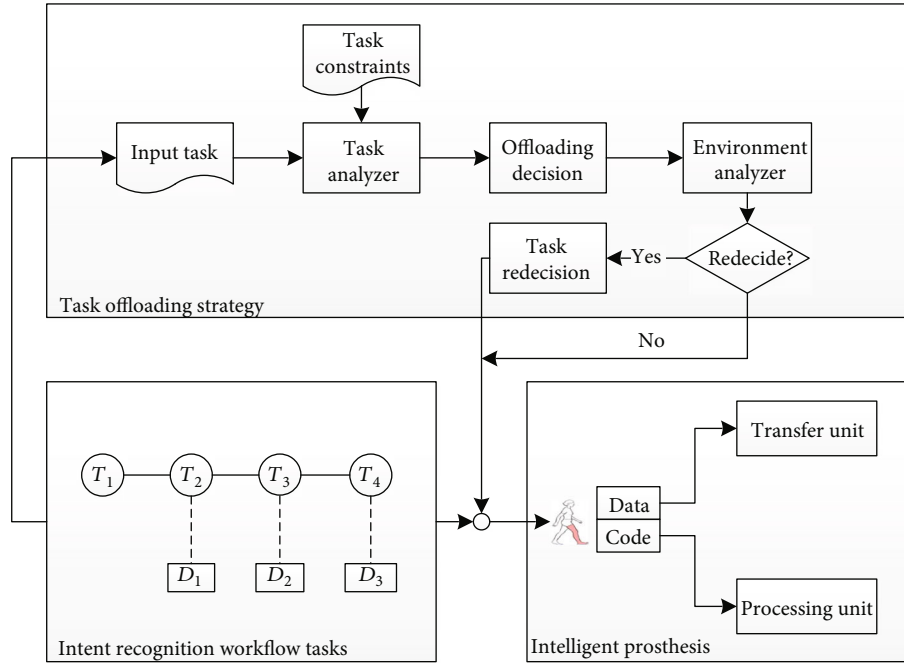 Task
constraints
Input task
Task
analyzer
Offloading
decision
Environment
analyzer
Task
redecision
Yes
Redecide?
Task offloading strategy
No
T₁
T₂
T₃
T₄
D₁
D₂
D₃
Intent recognition workflow tasks
Data
Code
Transfer unit
Processing unit
Intelligent prosthesis